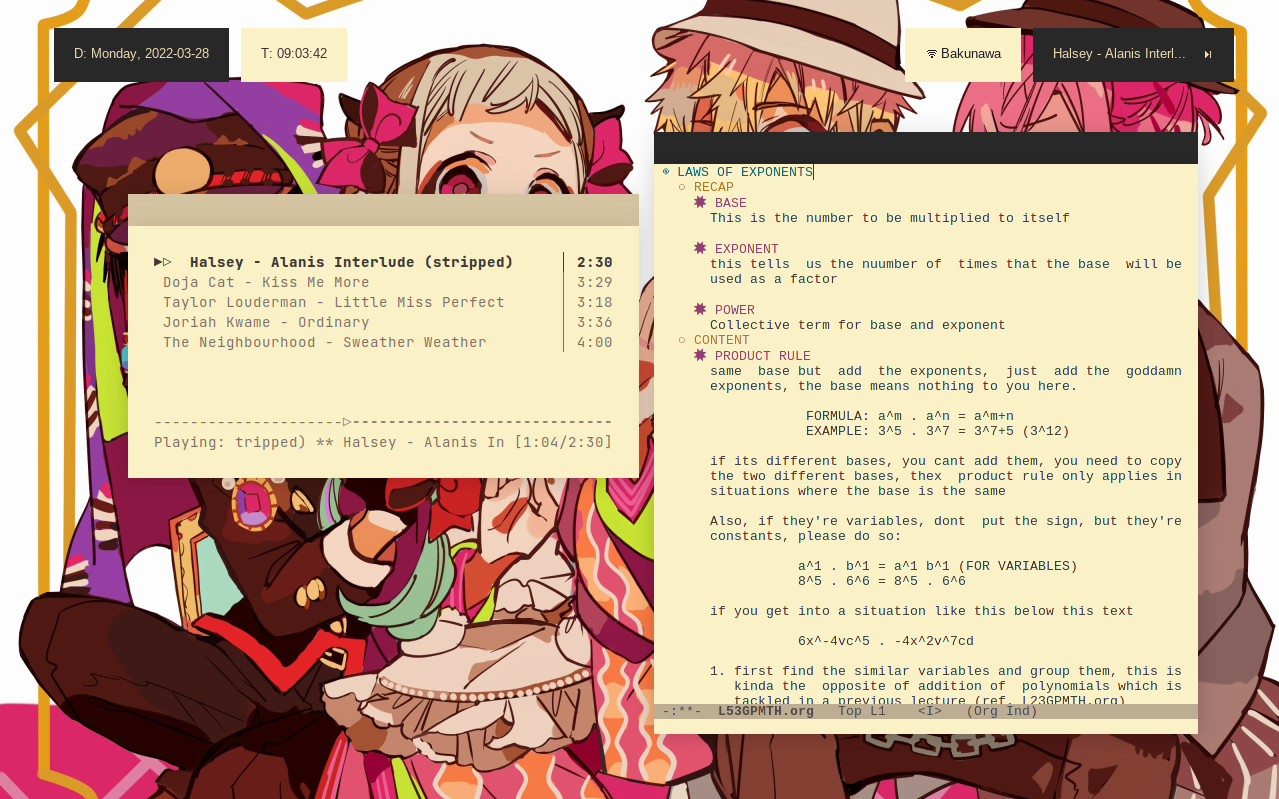 D: Monday, 2022-03-28
T: 09:03:42
Bakunawa
Halsey - Alanis Interl...
Halsey - Alanis Interlude (stripped) 2:30
Doja Cat - Kiss Me More 3:29
Taylor Louderman - Little Miss Perfect 3:18
Joriah Kwame - Ordinary 3:36
The Neighbourhood - Sweather Weather 4:00
Playing: tripped) ** Halsey - Alanis In [1:04/2:30]
LAWS OF EXPONENTS
RECAP
BASE
This is the number to be multiplied to itself
EXPONENT
this tells us the nuumber of times that the base will be
used as a factor
POWER
Collective term for base and exponent
CONTENT
PRODUCT RULE
same base but add the exponents, just add the goddamn
exponents, the base means nothing to you here.
FORMULA: a^m . a^n = a^m+n
EXAMPLE: 3^5 . 3^7 = 3^7+5 (3^12)
if its different bases, you cant add them, you need to copy
the two different bases, thex product rule only applies in
situations where the base is the same
Also, if they're variables, dont put the sign, but they're
constants, please do so:
a^1 . b^1 = a^1 b^1 (FOR VARIABLES)
8^5 . 6^6 = 8^5 . 6^6
if you get into a situation like this below this text
6x^-4vc^5 . -4x^2v^7cd
1. first find the similar variables and group them, this is
kinda the opposite of addition of polynomials which is
tackled in a previous lecture (ref. L23GPMTH.org)
-:**- L53GPMTH.org Top L1 <I> (Org Ind)